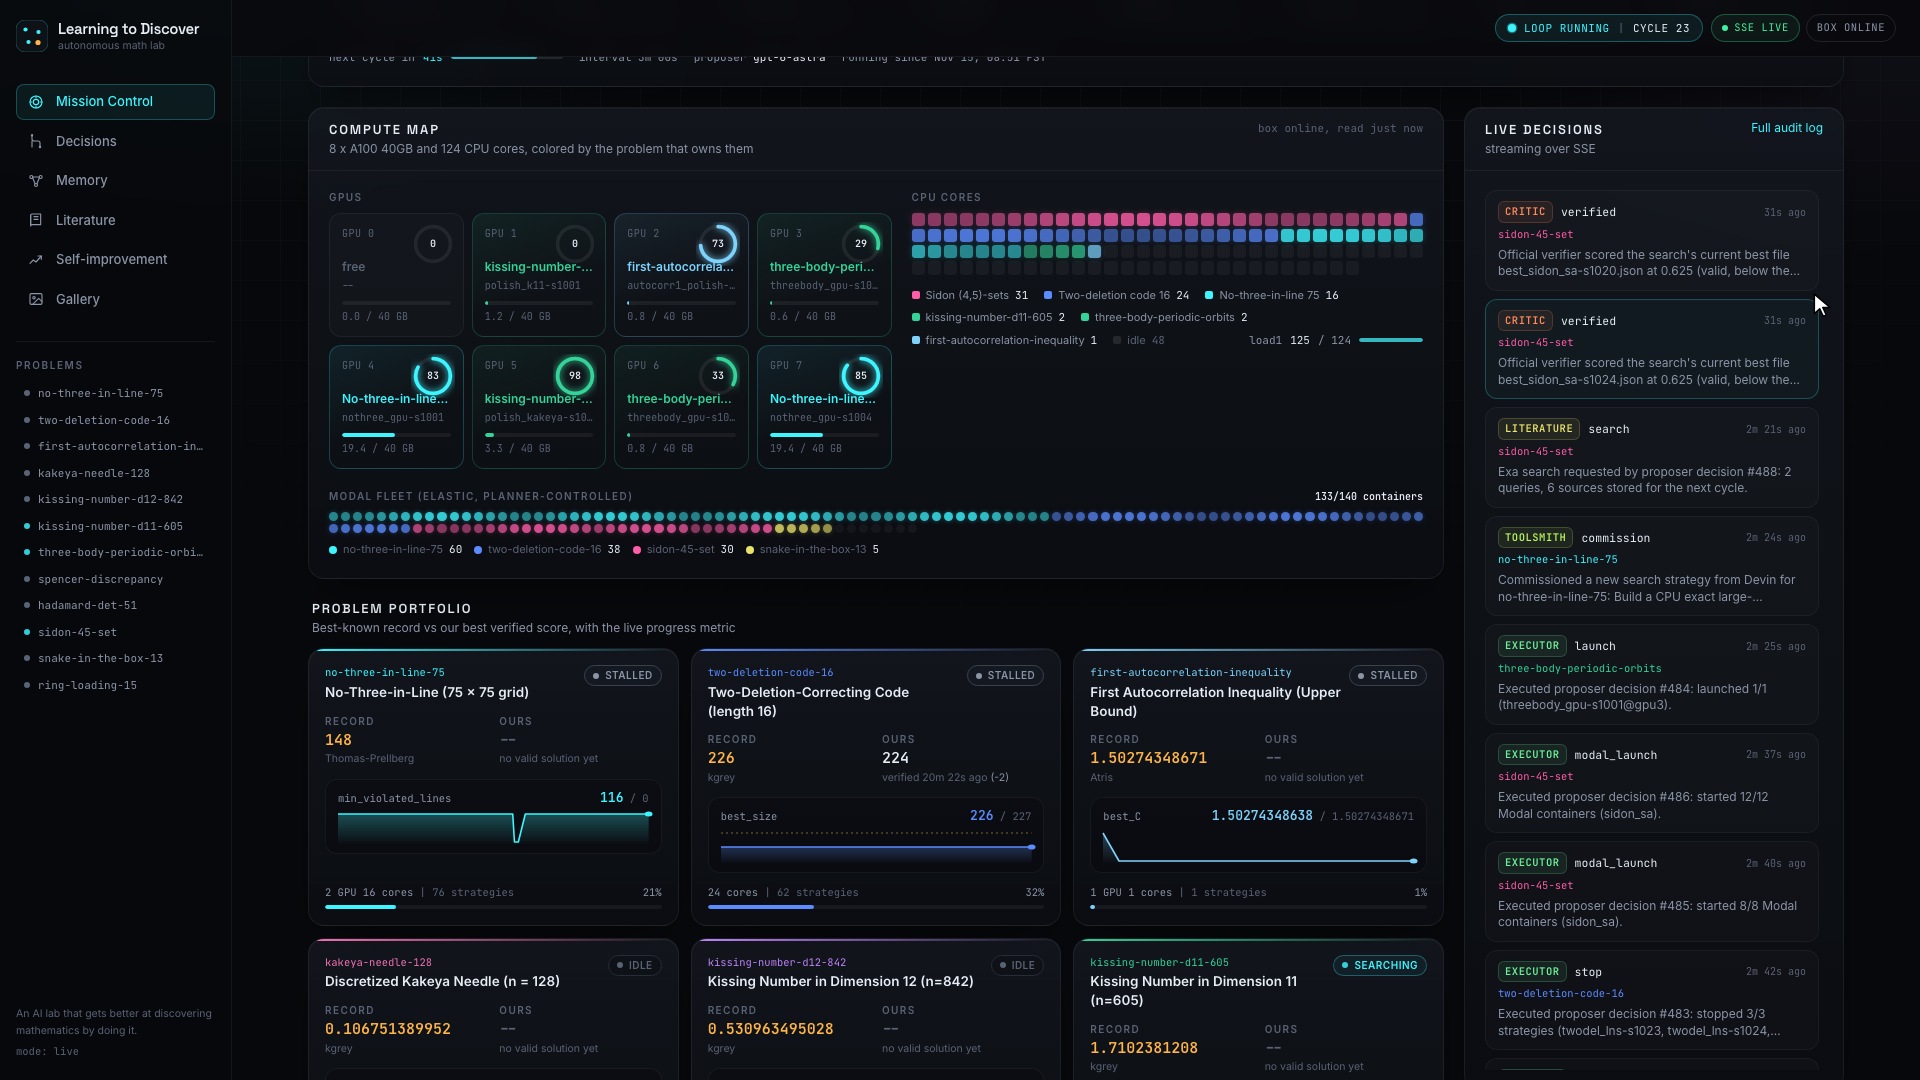 Learning to Discover
autonomous math lab
LOOP RUNNING | CYCLE 23
SSE LIVE
BOX ONLINE
Mission Control
Decisions
Memory
Literature
Self-improvement
Gallery
PROBLEMS
no-three-in-line-75
two-deletion-code-16
first-autocorrelation-in…
kakeya-needle-128
kissing-number-d12-842
kissing-number-d11-605
three-body-periodic-orbi…
spencer-discrepancy
hadamard-det-51
sidon-45-set
snake-in-the-box-13
ring-loading-15
An AI lab that gets better at discovering
mathematics by doing it.
mode: live
next cycle in 41s interval 3m 00s proposer gpt-6-astra running since NOV 15, 08:51 PST
COMPUTE MAP
box online, read just now
8 x A100 40GB and 124 CPU cores, colored by the problem that owns them
GPUS
GPU 0
0
free
--
0.0 / 40 GB
GPU 1
0
kissing-number-…
polish_k11-s1001
1.2 / 40 GB
GPU 2
73
first-autocorrela…
autocorr1_polish-…
0.8 / 40 GB
GPU 3
29
three-body-peri…
threebody_gpu-s10…
0.6 / 40 GB
GPU 4
83
No-three-in-line…
nothree_gpu-s1001
19.4 / 40 GB
GPU 5
98
kissing-number-…
polish_kakeya-s10…
3.3 / 40 GB
GPU 6
33
three-body-peri…
threebody_gpu-s10…
0.8 / 40 GB
GPU 7
85
No-three-in-line…
nothree_gpu-s1004
19.4 / 40 GB
CPU CORES
Sidon (4,5)-sets 31 Two-deletion code 16 24 No-three-in-line 75 16
kissing-number-d11-605 2 three-body-periodic-orbits 2
first-autocorrelation-inequality 1 idle 48 load1 125 / 124
MODAL FLEET (ELASTIC, PLANNER-CONTROLLED)
133/140 containers
no-three-in-line-75 60 two-deletion-code-16 38 sidon-45-set 30 snake-in-the-box-13 5
PROBLEM PORTFOLIO
Best-known record vs our best verified score, with the live progress metric
no-three-in-line-75
STALLED
No-Three-in-Line (75 × 75 grid)
RECORD OURS
148 --
Thomas-Prellberg no valid solution yet
min_violated_lines 116 / 0
2 GPU 16 cores | 76 strategies 21%
two-deletion-code-16
STALLED
Two-Deletion-Correcting Code
(length 16)
RECORD OURS
226 224
kgrey verified 20m 22s ago (-2)
best_size 226 / 227
24 cores | 62 strategies 32%
first-autocorrelation-inequality
STALLED
First Autocorrelation Inequality (Upper
Bound)
RECORD OURS
1.50274348671 --
Atris no valid solution yet
best_C 1.50274348638 / 1.50274348671
1 GPU 1 cores | 1 strategies 1%
kakeya-needle-128
IDLE
Discretized Kakeya Needle (n = 128)
RECORD OURS
0.106751389952 --
kgrey no valid solution yet
kissing-number-d12-842
IDLE
Kissing Number in Dimension 12 (n=842)
RECORD OURS
0.530963495028 --
kgrey no valid solution yet
kissing-number-d11-605
SEARCHING
Kissing Number in Dimension 11
(n=605)
RECORD OURS
1.7102381208 --
kgrey no valid solution yet
LIVE DECISIONS
Full audit log
streaming over SSE
CRITIC verified 31s ago
sidon-45-set
Official verifier scored the search's current best file
best_sidon_sa-s1020.json at 0.625 (valid, below the…
CRITIC verified 31s ago
sidon-45-set
Official verifier scored the search's current best file
best_sidon_sa-s1024.json at 0.625 (valid, below the…
LITERATURE search 2m 21s ago
sidon-45-set
Exa search requested by proposer decision #488: 2
queries, 6 sources stored for the next cycle.
TOOLSMITH commission 2m 24s ago
no-three-in-line-75
Commissioned a new search strategy from Devin for
no-three-in-line-75: Build a CPU exact large-…
EXECUTOR launch 2m 25s ago
three-body-periodic-orbits
Executed proposer decision #484: launched 1/1
(threebody_gpu-s1001@gpu3).
EXECUTOR modal_launch 2m 37s ago
sidon-45-set
Executed proposer decision #486: started 12/12
Modal containers (sidon_sa).
EXECUTOR modal_launch 2m 40s ago
sidon-45-set
Executed proposer decision #485: started 8/8 Modal
containers (sidon_sa).
EXECUTOR stop 2m 42s ago
two-deletion-code-16
Executed proposer decision #483: stopped 3/3
strategies (twodel_lns-s1023, twodel_lns-s1024,…